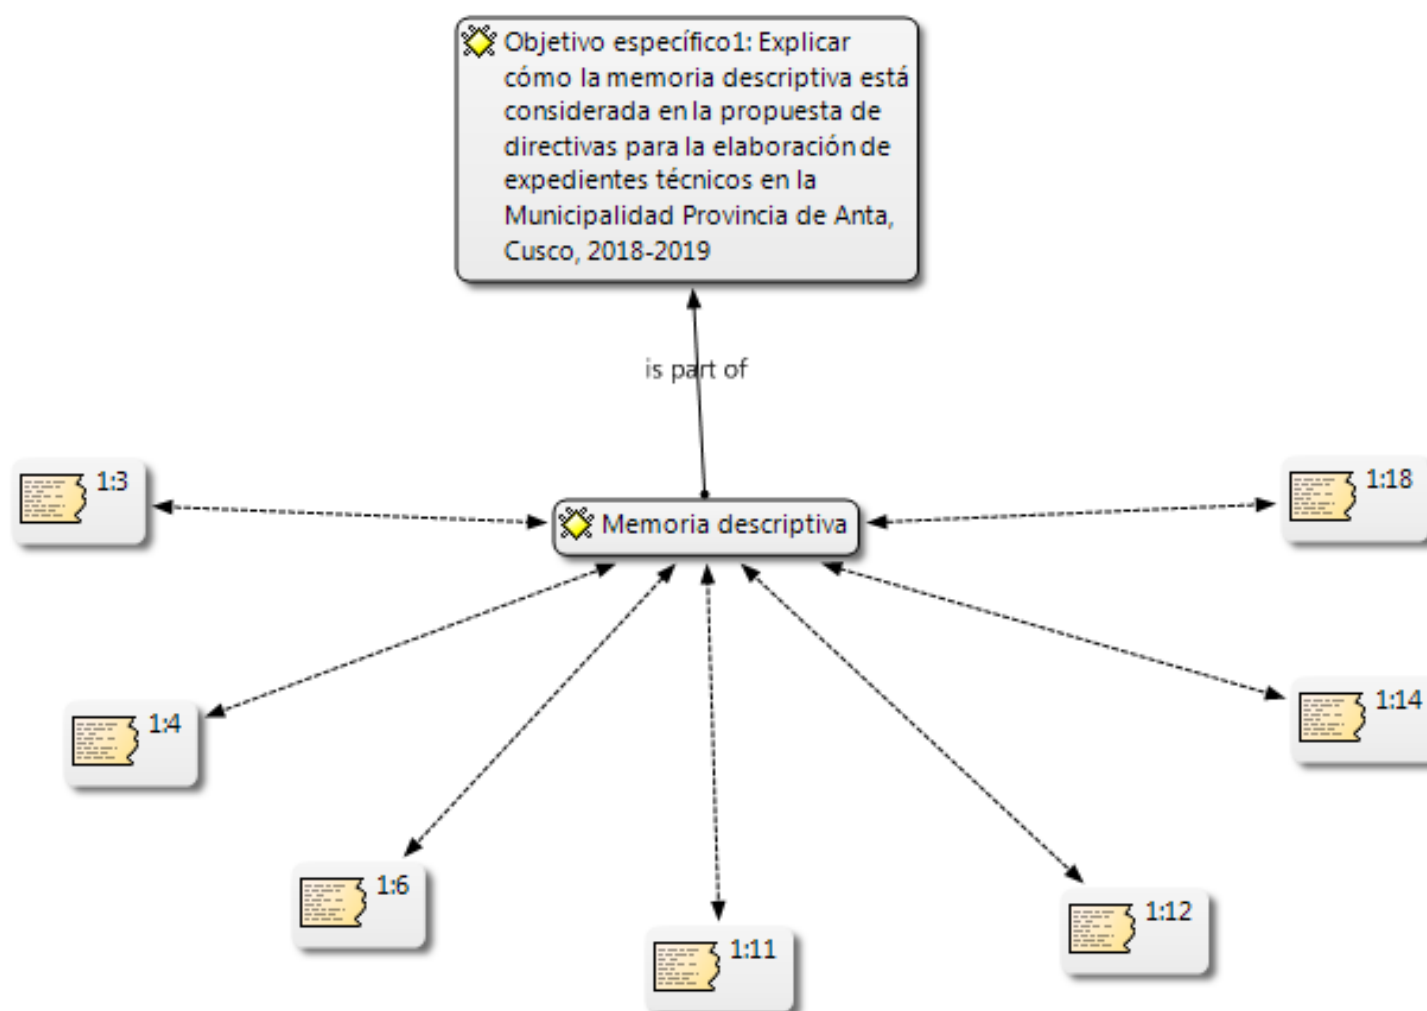 Objetivo específico1: Explicar
cómo la memoria descriptiva está
considerada en la propuesta de
directivas para la elaboración de
expedientes técnicos en la
Municipalidad Provincia de Anta,
Cusco, 2018-2019
is part of
1:3
Memoria descriptiva
1:18
1:4
1:14
1:6
1:12
1:11